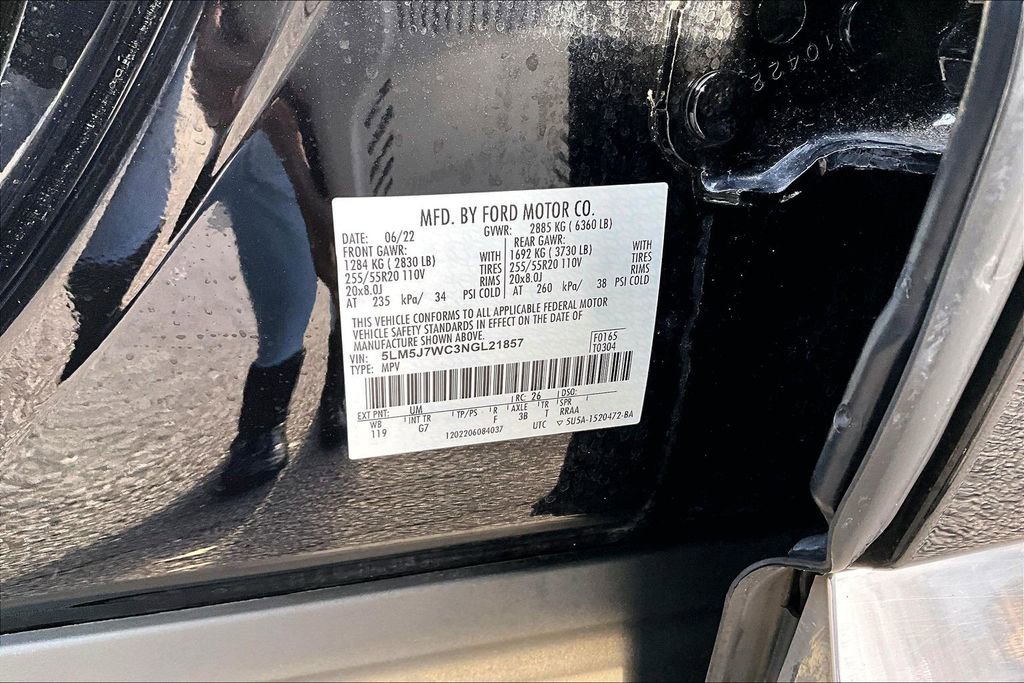 10422
MFD. BY FORD MOTOR CO.
DATE: 06/22 GVWR: 2885 KG ( 6360 LB)
FRONT GAWR: REAR GAWR:
1284 KG ( 2830 LB) WITH 1692 KG ( 3730 LB) WITH
255/55R20 110V TIRES 255/55R20 110V TIRES
20x8.0J RIMS 20x8.0J RIMS
AT 235 kPa/ 34 PSI COLD AT 260 kPa/ 38 PSI COLD
THIS VEHICLE CONFORMS TO ALL APPLICABLE FEDERAL MOTOR
VEHICLE SAFETY STANDARDS IN EFFECT ON THE DATE OF
MANUFACTURE SHOWN ABOVE.
VIN: 5LM5J7WC3NGL21857 F0165
TYPE: MPV T0304
EXT PNT: UM RC: 26 DSO:
WB INT TR TP/PS R AXLE TR SPR
119 G7 F 3B T RRAA
1202206084037 UTC ▽ 5U5A-1520472-BA